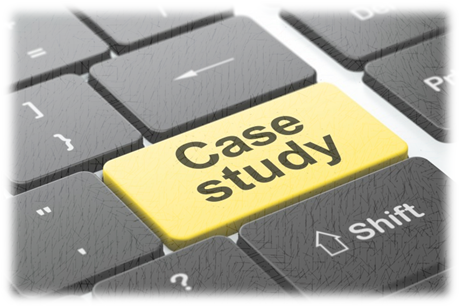 =
]
}
"
„
?
Case
study
Shift